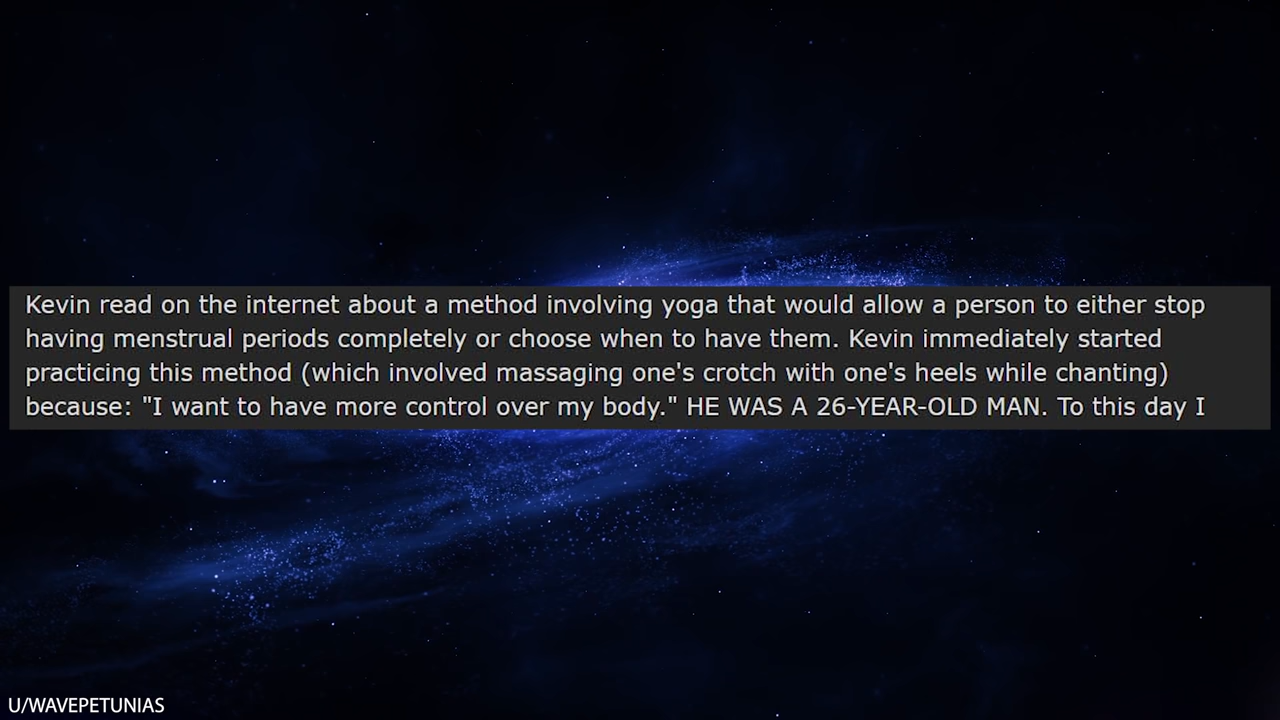 Kevin read on the internet about a method involving yoga that would allow a person to either stop
having menstrual periods completely or choose when to have them. Kevin immediately started
practicing this method (which involved massaging one's crotch with one's heels while chanting)
because: "I want to have more control over my body." HE WAS A 26-YEAR-OLD MAN. To this day I
U/WAVEPETUNIAS